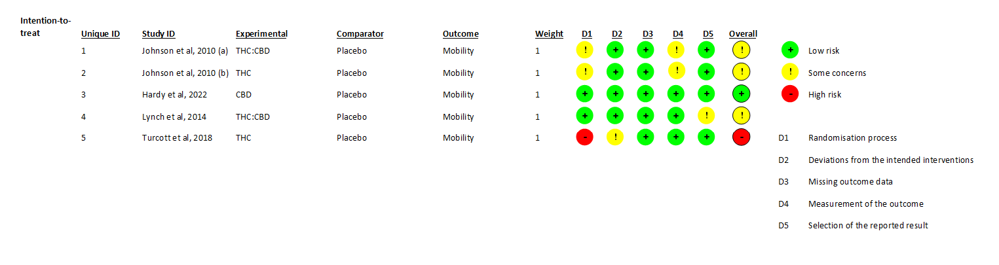 Intention-to-
treat
Unique ID Study ID Experimental Comparator Outcome Weight D1 D2 D3 D4 D5 Overall
1 Johnson et al, 2010 (a) THC:CBD Placebo Mobility 1 ! + + ! + ! + Low risk
2 Johnson et al, 2010 (b) THC Placebo Mobility 1 ! + + ! + ! ! Some concerns
3 Hardy et al, 2022 CBD Placebo Mobility 1 + + + + + + - High risk
4 Lynch et al, 2014 THC:CBD Placebo Mobility 1 + + + + ! !
5 Turcott et al, 2018 THC Placebo Mobility 1 - ! + + + - D1 Randomisation process
D2 Deviations from the intended interventions
D3 Missing outcome data
D4 Measurement of the outcome
D5 Selection of the reported result